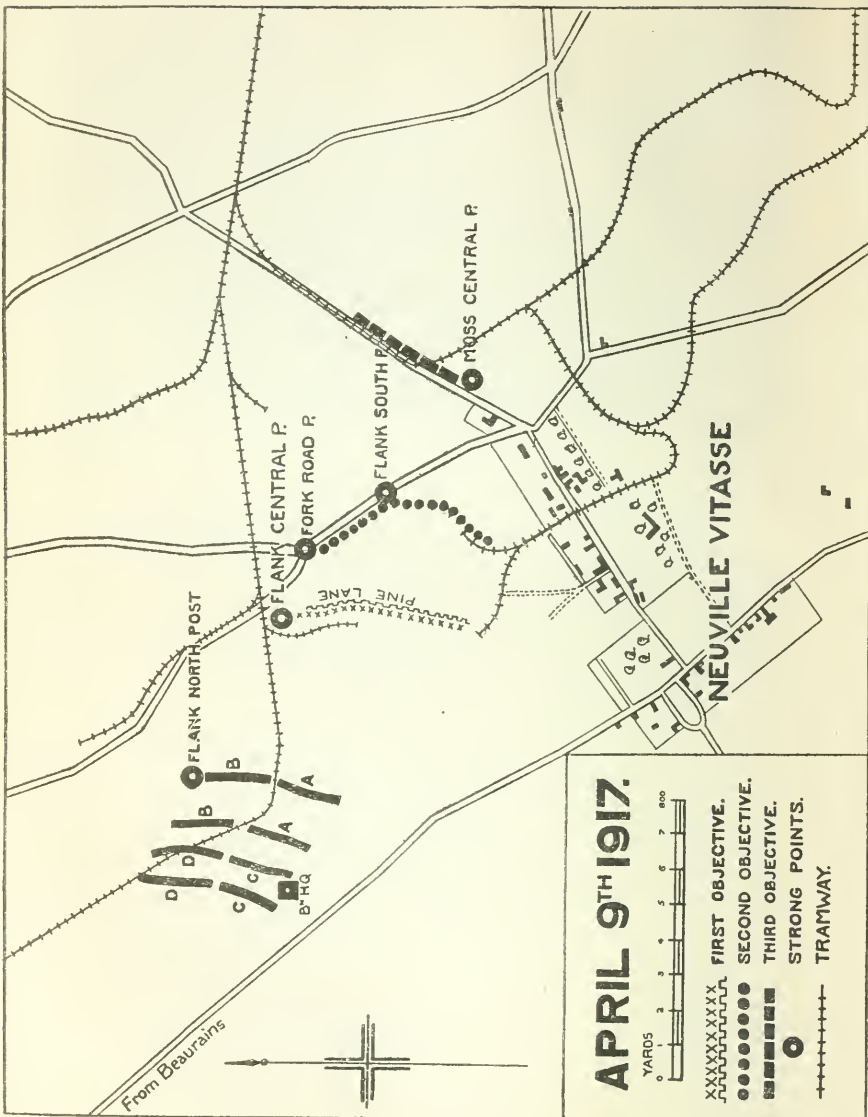 FLANK NORTH POST
FLANK CENTRAL P.
FORK ROAD P.
FLANK SOUTH P.
MOSS CENTRAL P.
PINE LANE
B
A
B
A
D
C
D
C
Bn H.Q.
NEUVILLE VITASSE
From Beaurains
APRIL 9TH 1917.
YARDS 0 1 2 3 4 5 6 7 800
FIRST OBJECTIVE.
SECOND OBJECTIVE.
THIRD OBJECTIVE.
STRONG POINTS.
TRAMWAY.